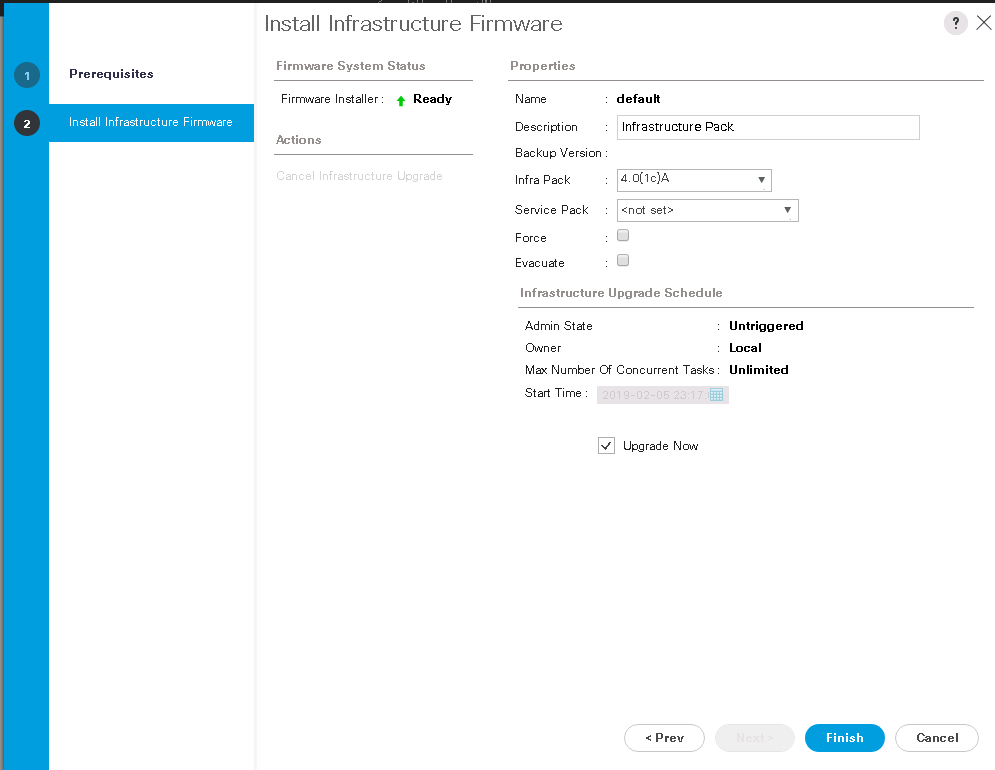 Install Infrastructure Firmware
?
1 Prerequisites
2 Install Infrastructure Firmware
Firmware System Status
Firmware Installer : Ready
Actions
Cancel Infrastructure Upgrade
Properties
Name : default
Description : Infrastructure Pack
Backup Version :
Infra Pack : 4.0(1c)A
Service Pack : <not set>
Force :
Evacuate :
Infrastructure Upgrade Schedule
Admin State : Untriggered
Owner : Local
Max Number Of Concurrent Tasks : Unlimited
Start Time : 2019-02-05 23:17:
Upgrade Now
< Prev
Next >
Finish
Cancel